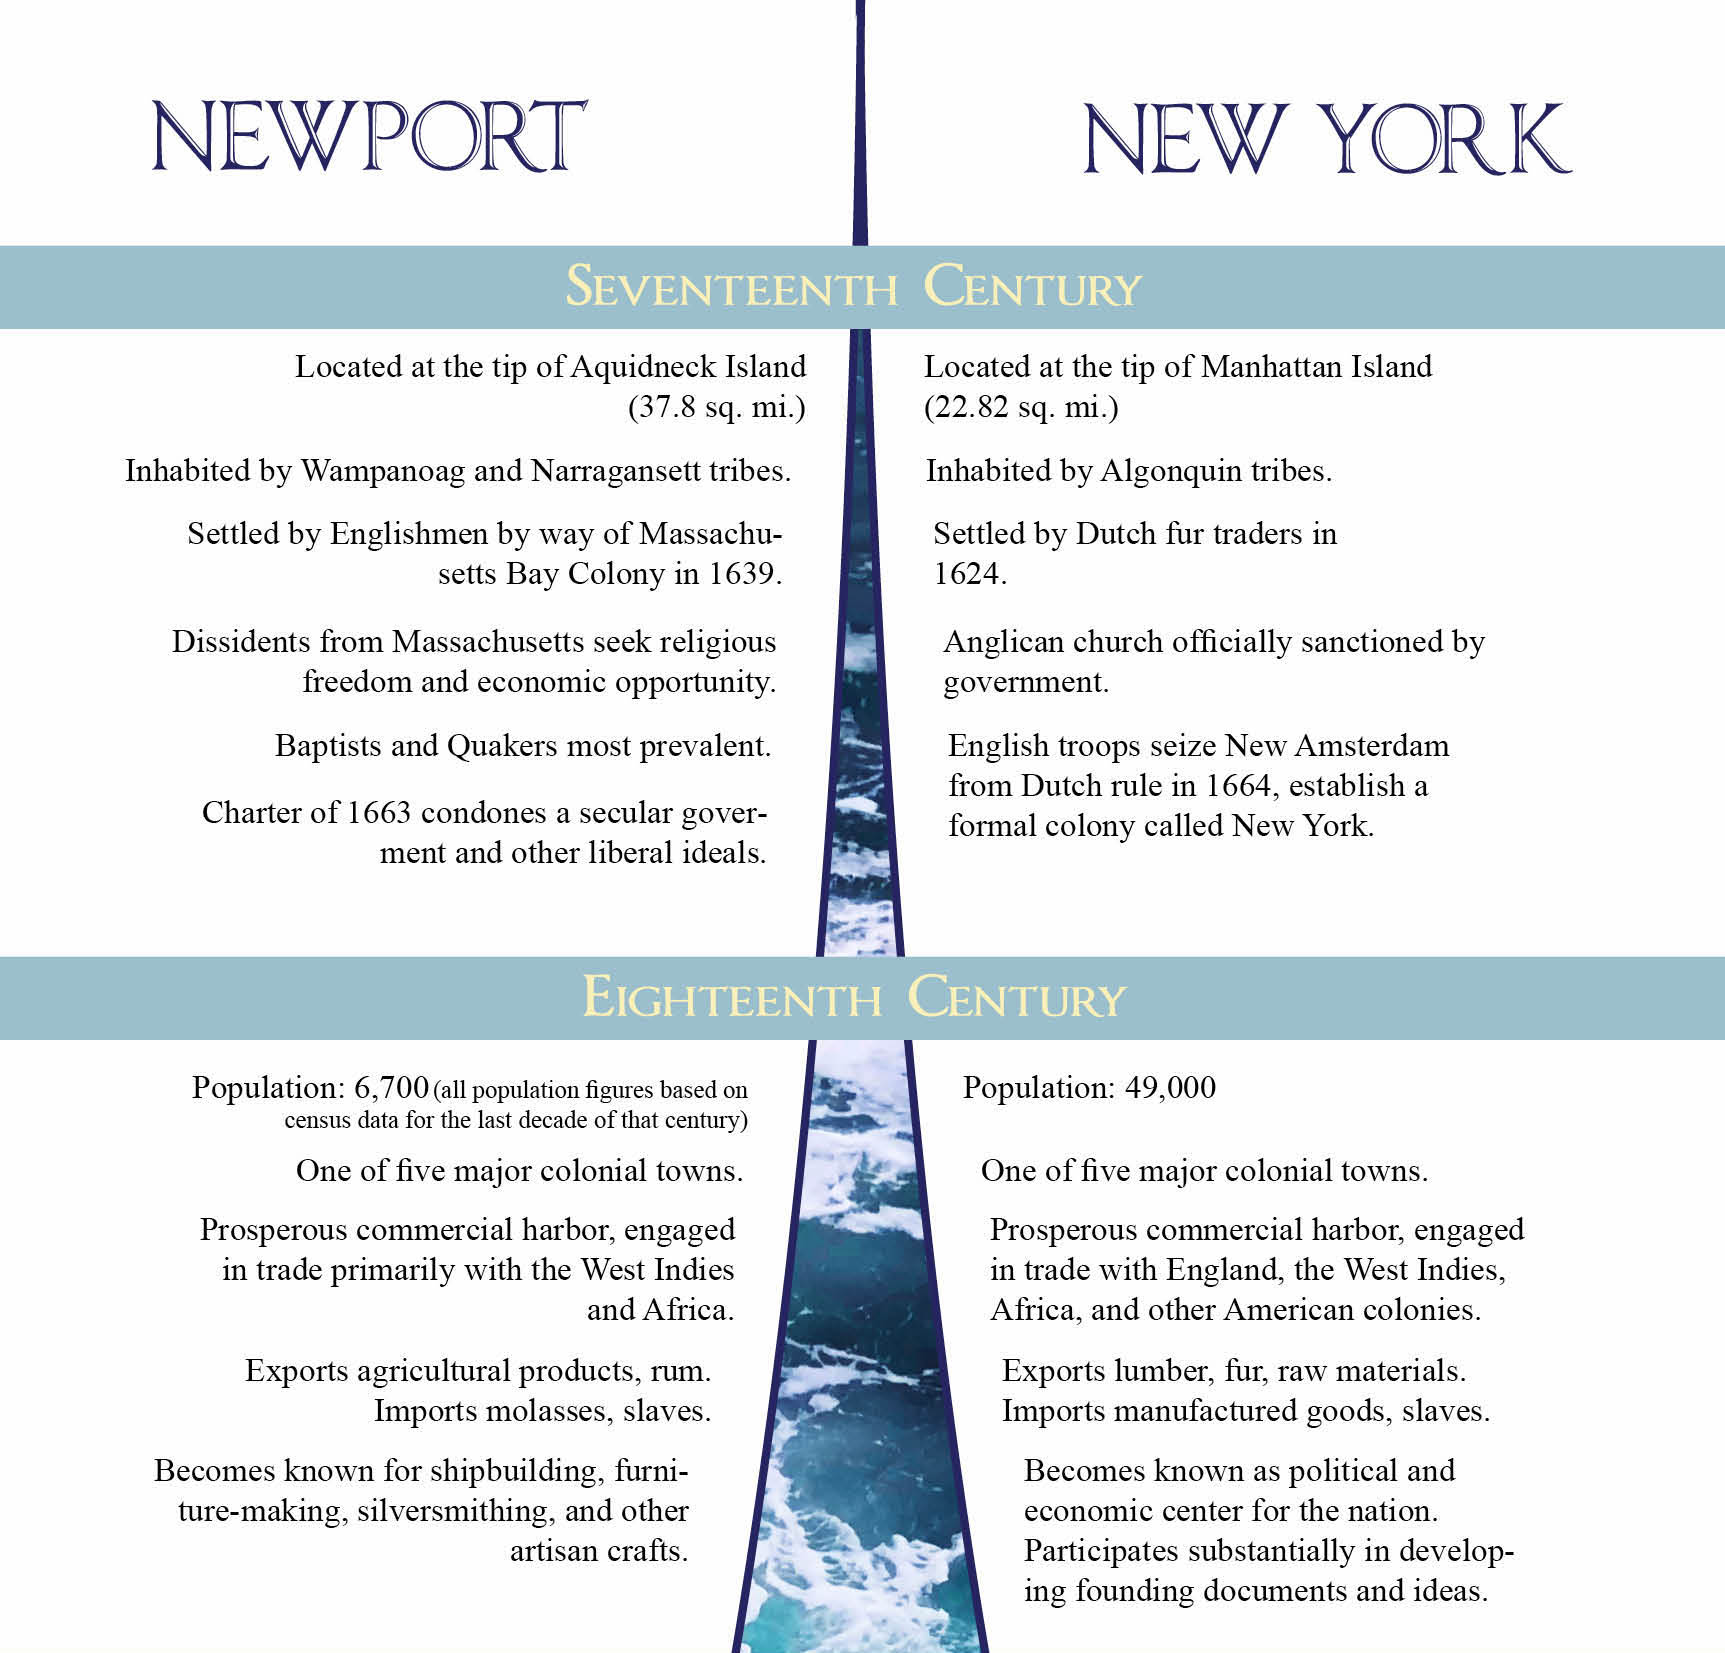 NEWPORT
NEW YORK
SEVENTEENTH CENTURY
Located at the tip of Aquidneck Island
(37.8 sq. mi.)
Inhabited by Wampanoag and Narragansett tribes.
Settled by Englishmen by way of Massachu-
setts Bay Colony in 1639.
Dissidents from Massachusetts seek religious
freedom and economic opportunity.
Baptists and Quakers most prevalent.
Charter of 1663 condones a secular gover-
ment and other liberal ideals.
Located at the tip of Manhattan Island
(22.82 sq. mi.)
Inhabited by Algonquin tribes.
Settled by Dutch fur traders in
1624.
Anglican church officially sanctioned by
government.
English troops seize New Amsterdam
from Dutch rule in 1664, establish a
formal colony called New York.
EIGHTEENTH CENTURY
Population: 6,700 (all population figures based on
census data for the last decade of that century)
One of five major colonial towns.
Prosperous commercial harbor, engaged
in trade primarily with the West Indies
and Africa.
Exports agricultural products, rum.
Imports molasses, slaves.
Becomes known for shipbuilding, furni-
ture-making, silversmithing, and other
artisan crafts.
Population: 49,000
One of five major colonial towns.
Prosperous commercial harbor, engaged
in trade with England, the West Indies,
Africa, and other American colonies.
Exports lumber, fur, raw materials.
Imports manufactured goods, slaves.
Becomes known as political and
economic center for the nation.
Participates substantially in develop-
ing founding documents and ideas.